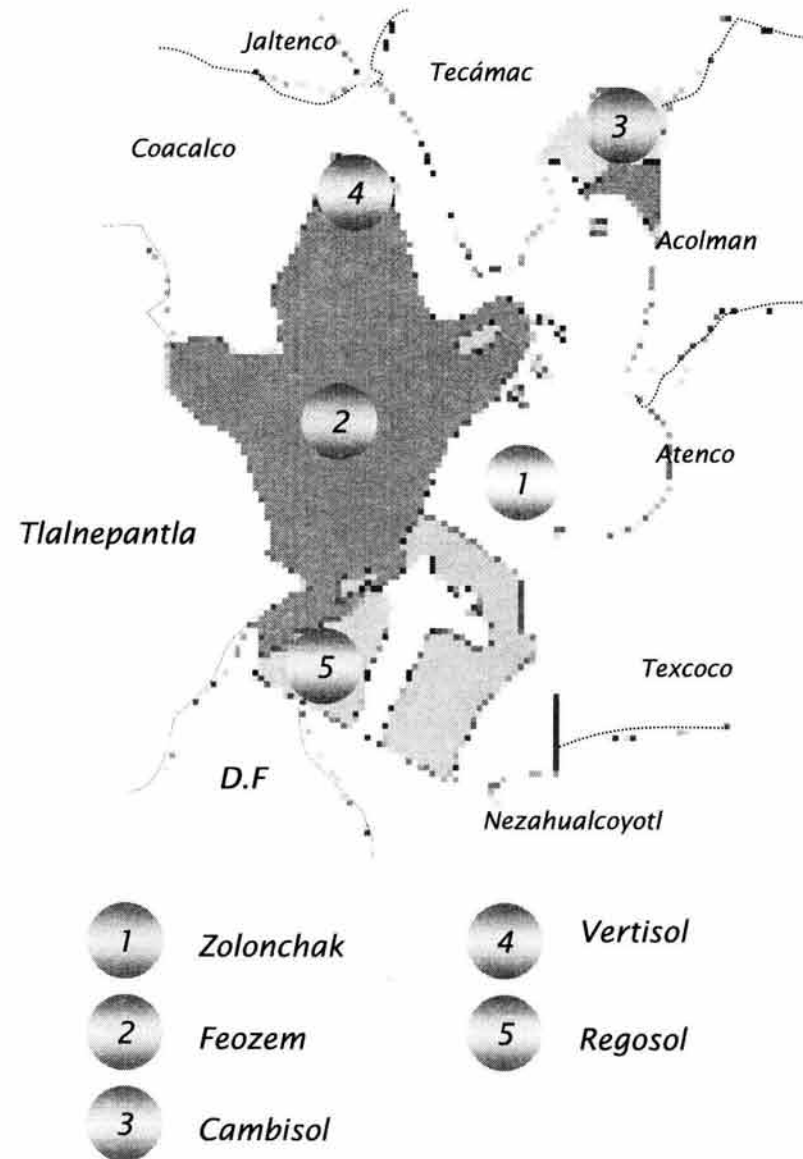 Jaltenco
Tecámac
3
Coacalco
4
Acolman
2
Atenco
1
Tlalnepantla
5
Texcoco
D.F
Nezahualcoyotl
1 Zolonchak
2 Feozem
3 Cambisol
4 Vertisol
5 Regosol